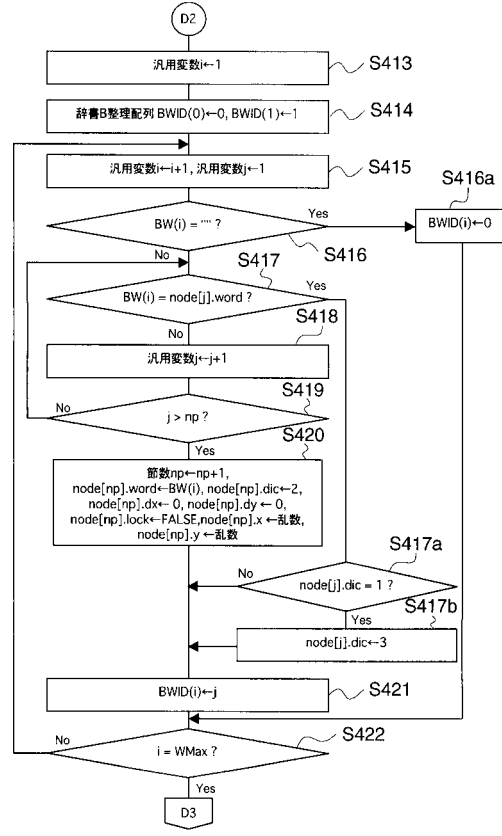 D2
汎用変数i←1
S413
辞書B整理配列 BWID(0)←0, BWID(1)←1
S414
汎用変数i←i+1, 汎用変数j←1
S415
S416a
BW(i) = "" ?
Yes
BWID(i)←0
S416
No
S417
BW(i) = node[j].word ?
Yes
S418
No
汎用変数j←j+1
S419
No
j > np ?
S420
Yes
節数np←np+1,
node[np].word←BW(i), node[np].dic←2,
node[np].dx← 0, node[np].dy ← 0,
node[np].lock←FALSE,node[np].x ←乱数,
node[np].y ←乱数
S417a
No
node[j].dic = 1 ?
S417b
Yes
node[j].dic←3
BWID(i)←j
S421
No
S422
i = WMax ?
Yes
D3